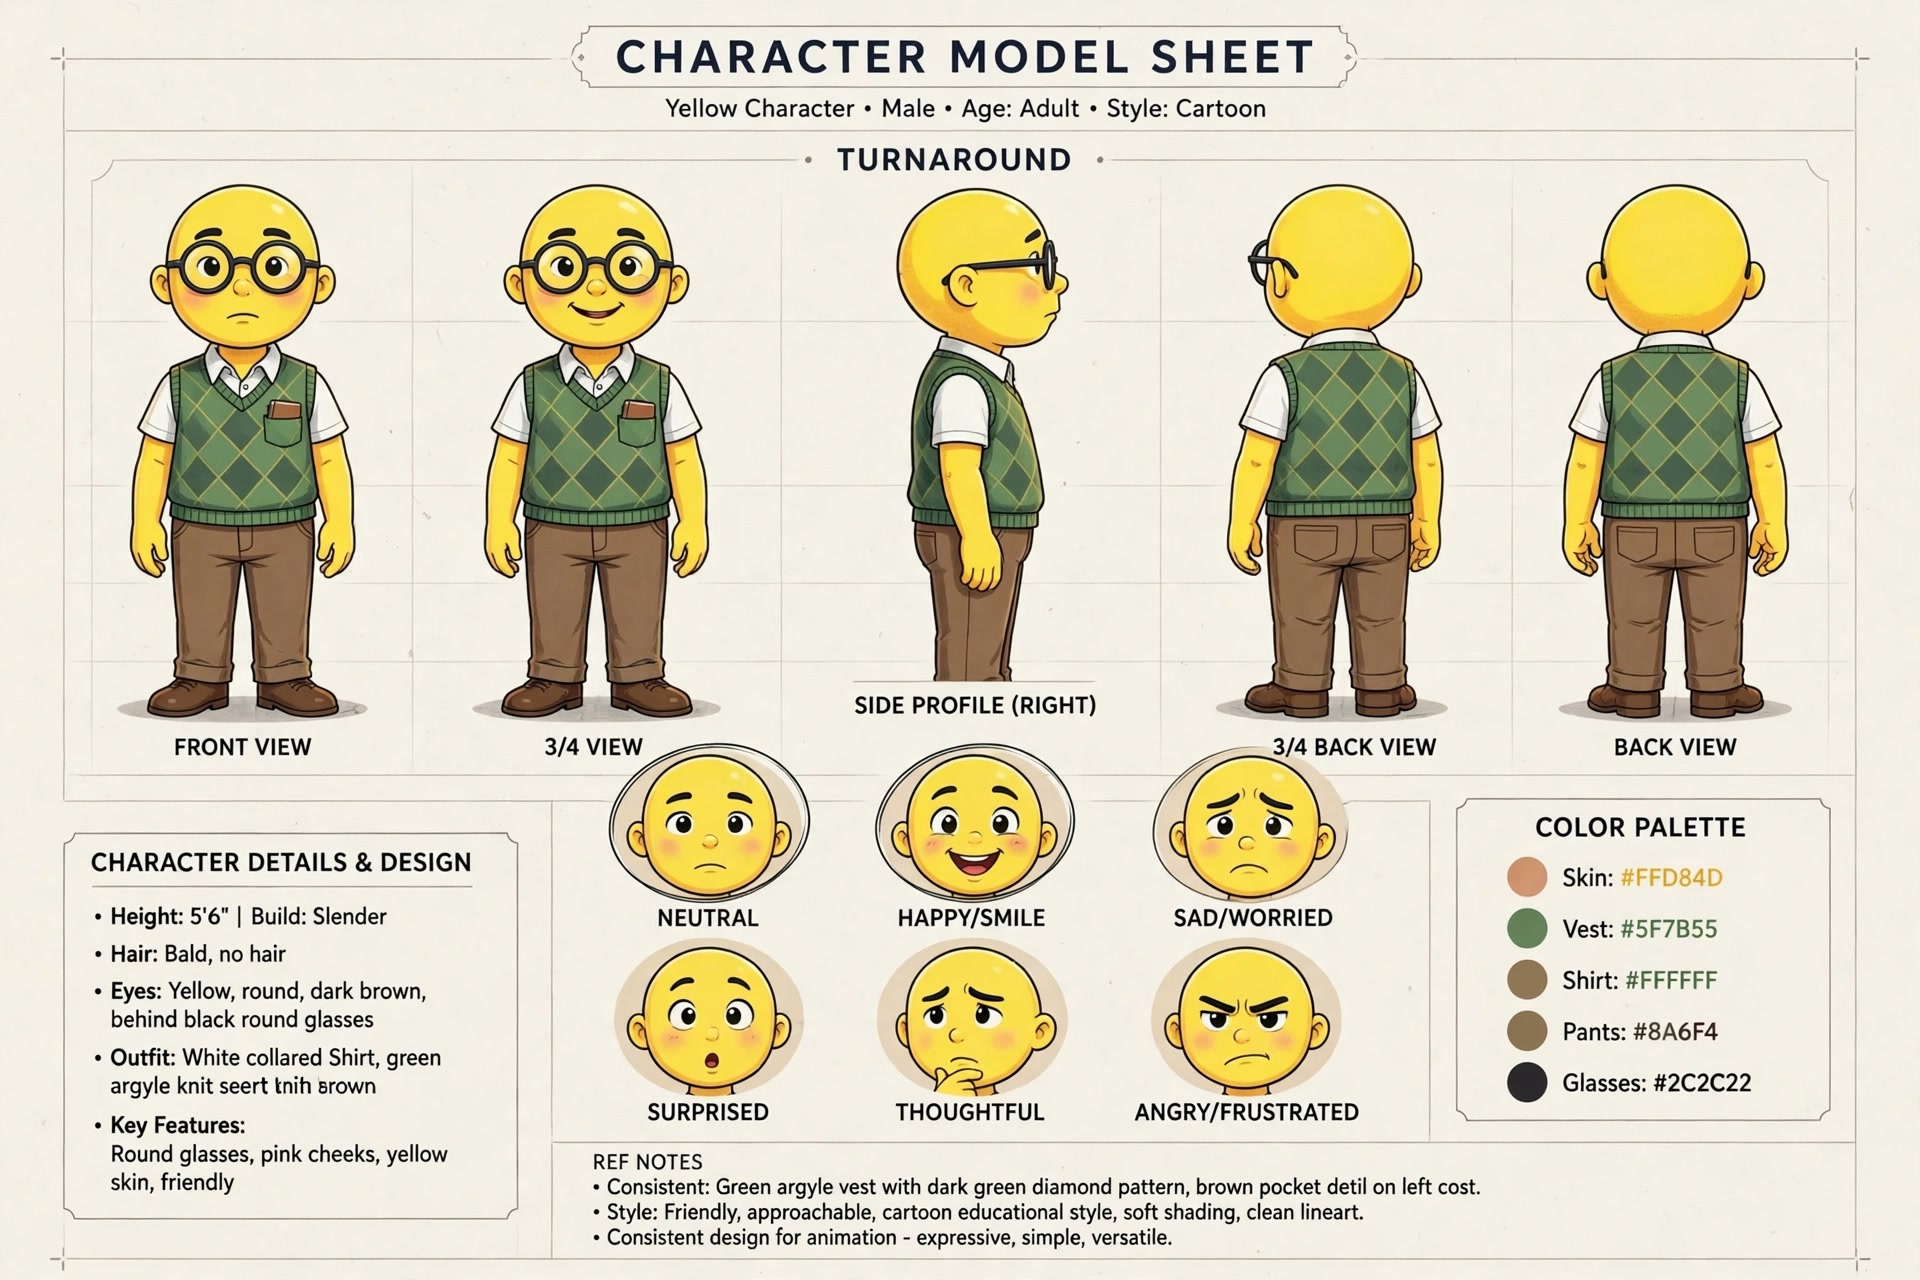 CHARACTER MODEL SHEET
Yellow Character • Male • Age: Adult • Style: Cartoon
TURNAROUND
FRONT VIEW
3/4 VIEW
SIDE PROFILE (RIGHT)
3/4 BACK VIEW
BACK VIEW
CHARACTER DETAILS & DESIGN
• Height: 5'6" | Build: Slender
• Hair: Bald, no hair
• Eyes: Yellow, round, dark brown,
behind black round glasses
• Outfit: White collared Shirt, green
argyle knit seert
• Key Features:
Round glasses, pink cheeks, yellow
skin, friendly
NEUTRAL
HAPPY/SMILE
SAD/WORRIED
SURPRISED
THOUGHTFUL
ANGRY/FRUSTRATED
COLOR PALETTE
Skin: #FFD84D
Vest: #5F7B55
Shirt: #FFFFFF
Pants: #8A6F4
Glasses: #2C2C22
REF NOTES
• Consistent: Green argyle vest with dark green diamond pattern, brown pocket detil on left cost.
• Style: Friendly, approachable, cartoon educational style, soft shading, clean lineart.
• Consistent design for animation - expressive, simple, versatile.